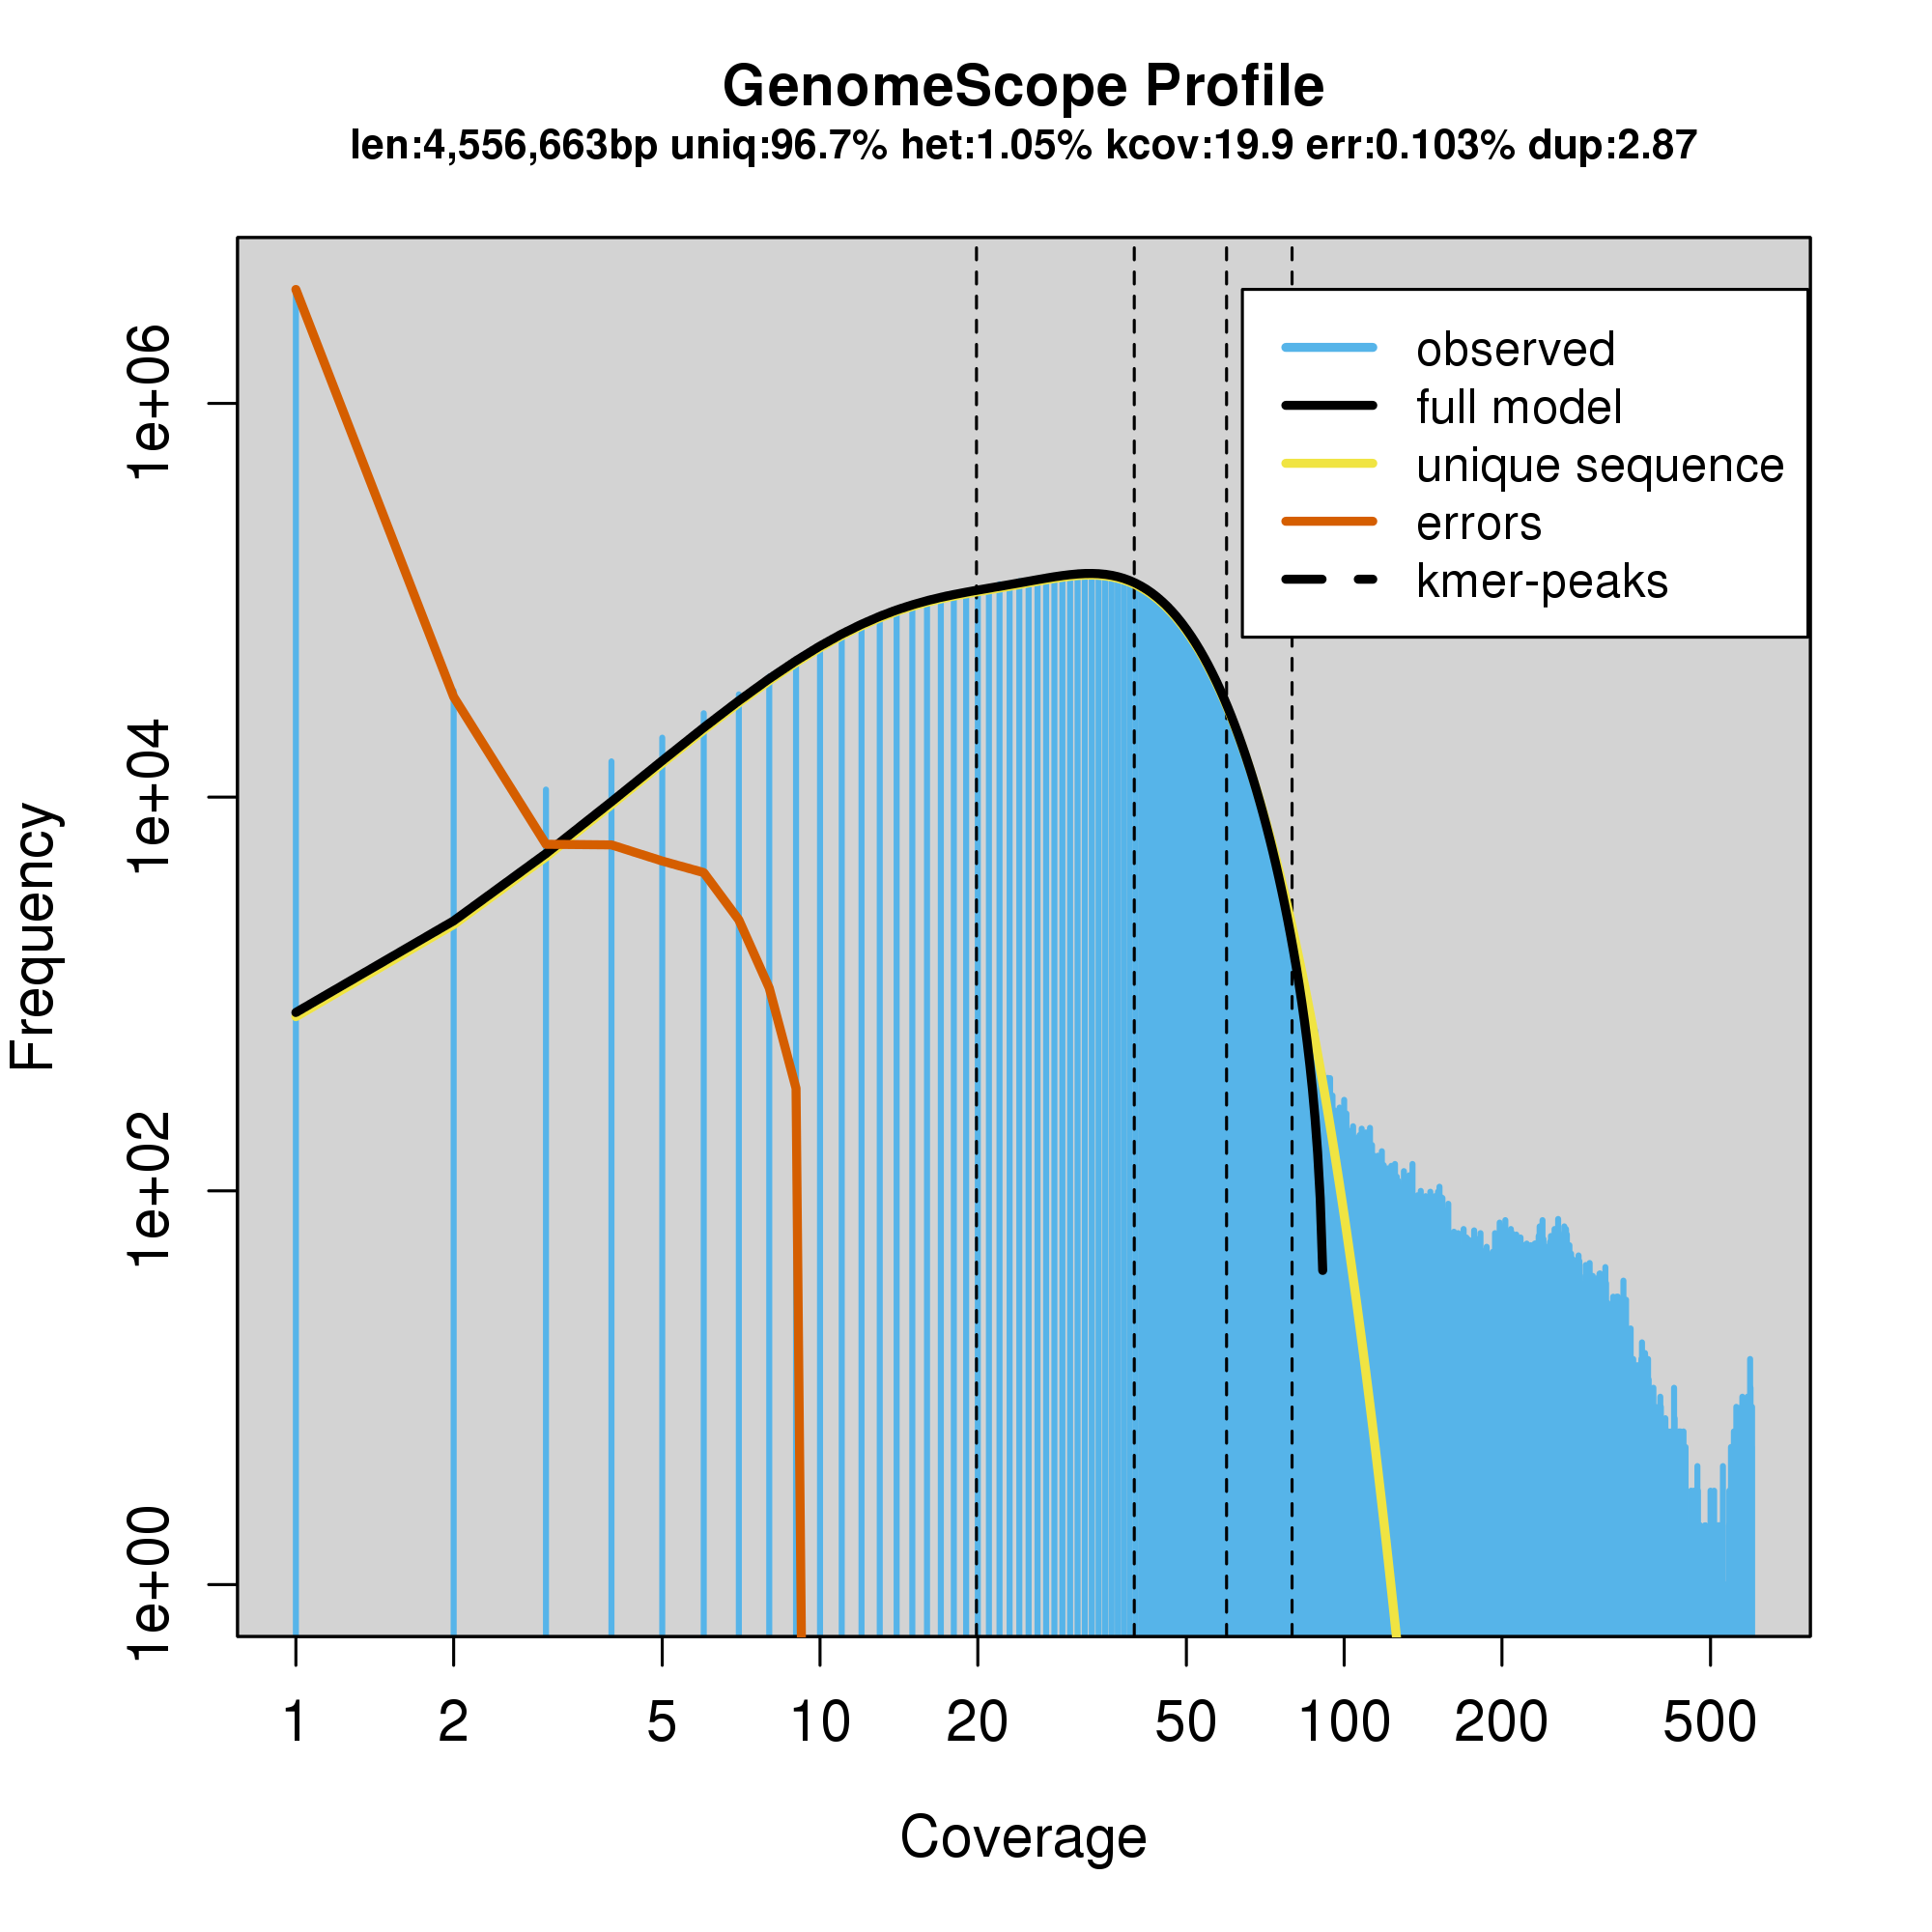 GenomeScope Profile
len:4,556,663bp uniq:96.7% het:1.05% kcov:19.9 err:0.103% dup:2.87
observed
full model
unique sequence
errors
kmer-peaks
1e+06
1e+04
1e+02
1e+00
Frequency
1 2 5 10 20 50 100 200 500
Coverage